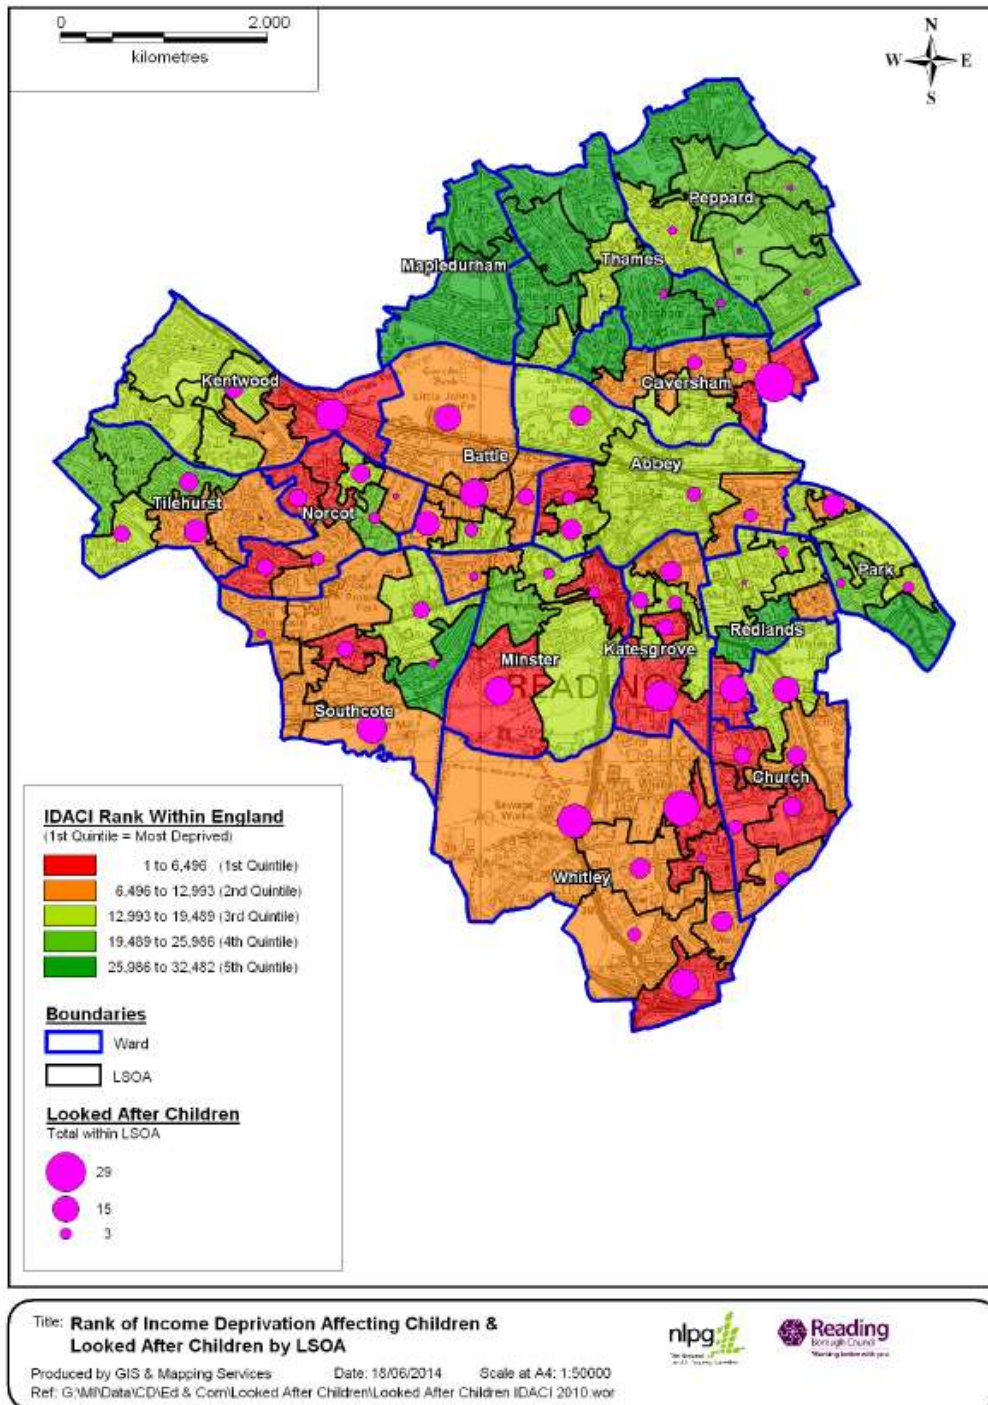 0 2.000
kilometres
N
W E
S
Peppard
Thames
Mapledurham
Kentwood
Caversham
Battle
Abbey
Tilehurst
Norcot
Park
Redlands
Minster
Katesgrove
READING
Southcote
Church
Whitley
IDACI Rank Within England
(1st Quintile = Most Deprived)
1 to 6,496 (1st Quintile)
6,496 to 12,993 (2nd Quintile)
12,993 to 19,489 (3rd Quintile)
19,489 to 25,986 (4th Quintile)
25,986 to 32,482 (5th Quintile)
Boundaries
Ward
LSOA
Looked After Children
Total within LSOA
29
15
3
Title: Rank of Income Deprivation Affecting Children &
Looked After Children by LSOA
nlpg
Reading
Borough Council
Working better with you
Produced by GIS & Mapping Services Date: 18/06/2014 Scale at A4: 1:50000
Ref: G:\MI\Data\CD\Ed & Com\Looked After Children\Looked After Children IDACI 2010.wor